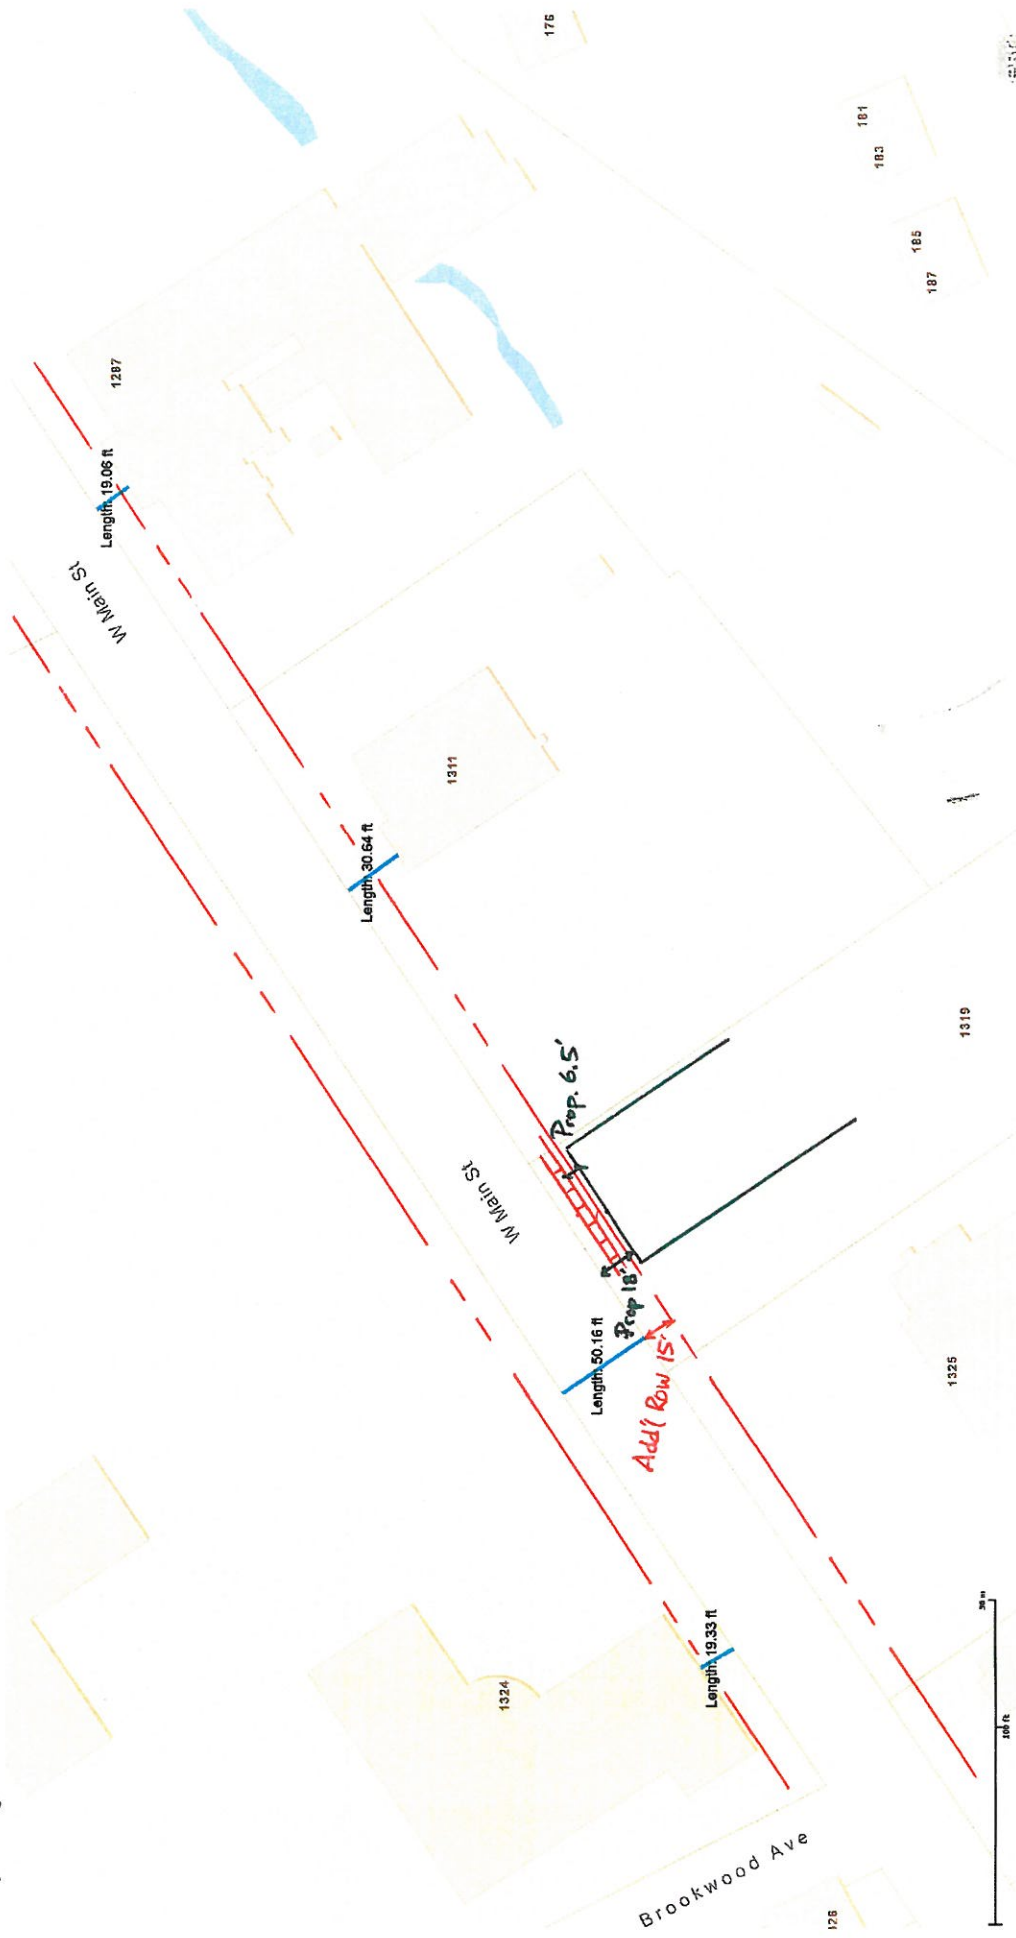 176
181
183
185
187
1287
Length: 19.06 ft
W Main St
1311
Length: 30.64 ft
1319
Prop. 6.5'
W Main St
Prop 18'
Length: 50.16 ft
Add'l Row 15'
1325
1324
Length: 19.33 ft
Brookwood Ave
126
100 ft